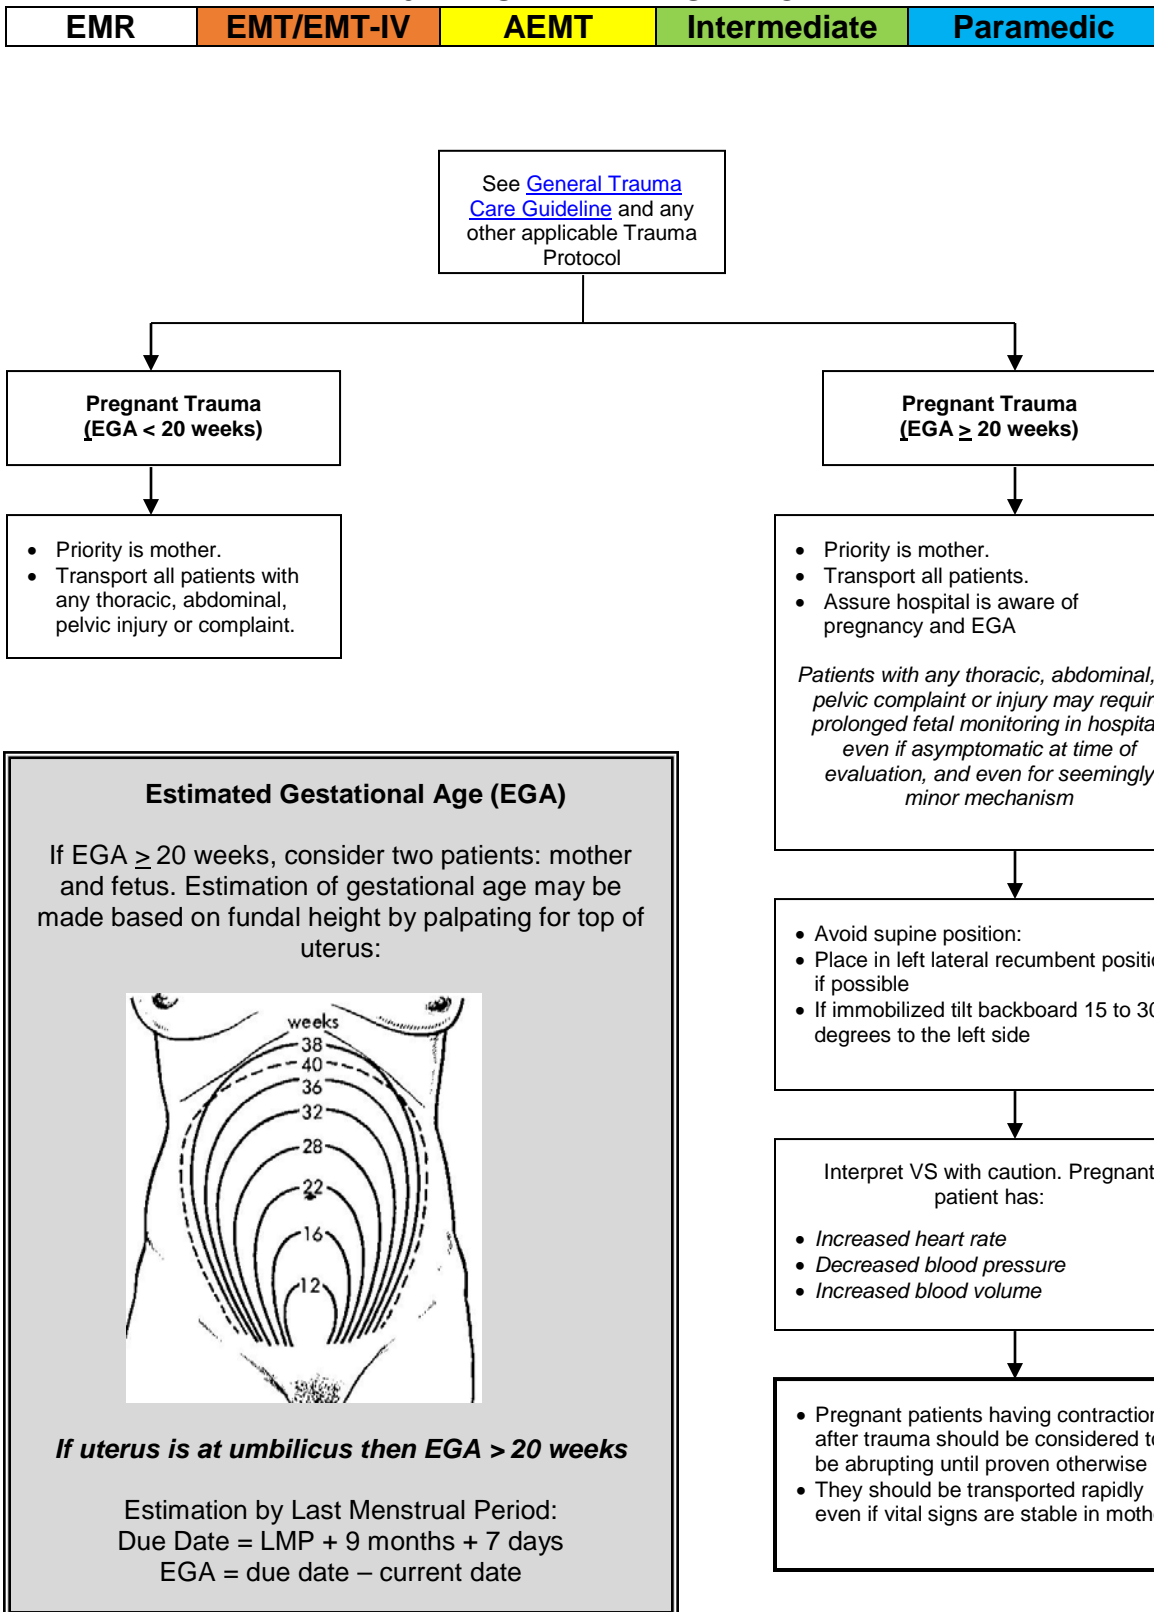 EMR EMT/EMT-IV AEMT Intermediate Paramedic
See General Trauma
Care Guideline and any
other applicable Trauma
Protocol
Pregnant Trauma
(EGA < 20 weeks)
Priority is mother.
Transport all patients with
any thoracic, abdominal,
pelvic injury or complaint.
Pregnant Trauma
(EGA ≥ 20 weeks)
Priority is mother.
Transport all patients.
Assure hospital is aware of
pregnancy and EGA
Patients with any thoracic, abdominal,
pelvic complaint or injury may
prolonged fetal monitoring in
even if asymptomatic at time of
evaluation, and even for seemingly
minor mechanism
Avoid supine position:
Place in left lateral recumbent
if possible
If immobilized tilt backboard 15 to
degrees to the left side
Interpret VS with caution. Pregnant
patient has:
Increased heart rate
Decreased blood pressure
Increased blood volume
Pregnant patients having
after trauma should be considered
be abrupting until proven otherwise
They should be transported rapidly
even if vital signs are stable in
Estimated Gestational Age (EGA)
If EGA ≥ 20 weeks, consider two patients: mother
and fetus. Estimation of gestational age may be
made based on fundal height by palpating for top of
uterus:
weeks
38
40
36
32
28
22
16
12
If uterus is at umbilicus then EGA > 20 weeks
Estimation by Last Menstrual Period:
Due Date = LMP + 9 months + 7 days
EGA = due date – current date